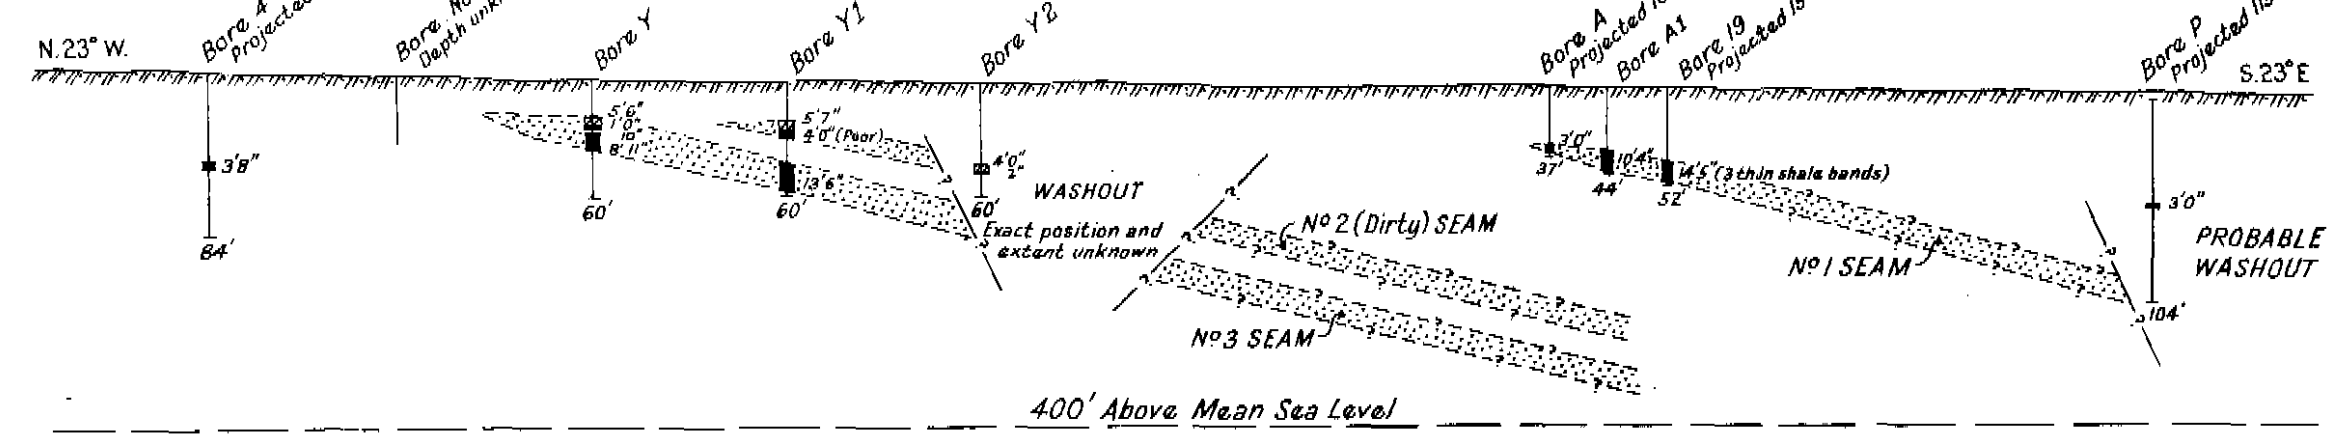 N. 23° W.
Bore 4
Projected
Bore No
Depth unk
Bore Y
Bore Y1
Bore Y2
Bore A
Projected
Bore A1
Bore 19
Projected
Bore P
Projected
S. 23° E
3'8"
84'
5'6"
1'0"
10"
8'11"
60'
5'7"
4'0" (Poor)
13'6"
60'
4'0"
2"
60'
WASHOUT
Exact position and
extent unknown
Nº 2 (Dirty) SEAM
Nº 3 SEAM
3'0"
37'
10'4"
44'
14'5" (3 thin shale bands)
52'
Nº 1 SEAM
3'0"
PROBABLE
WASHOUT
104'
400' Above Mean Sea Level